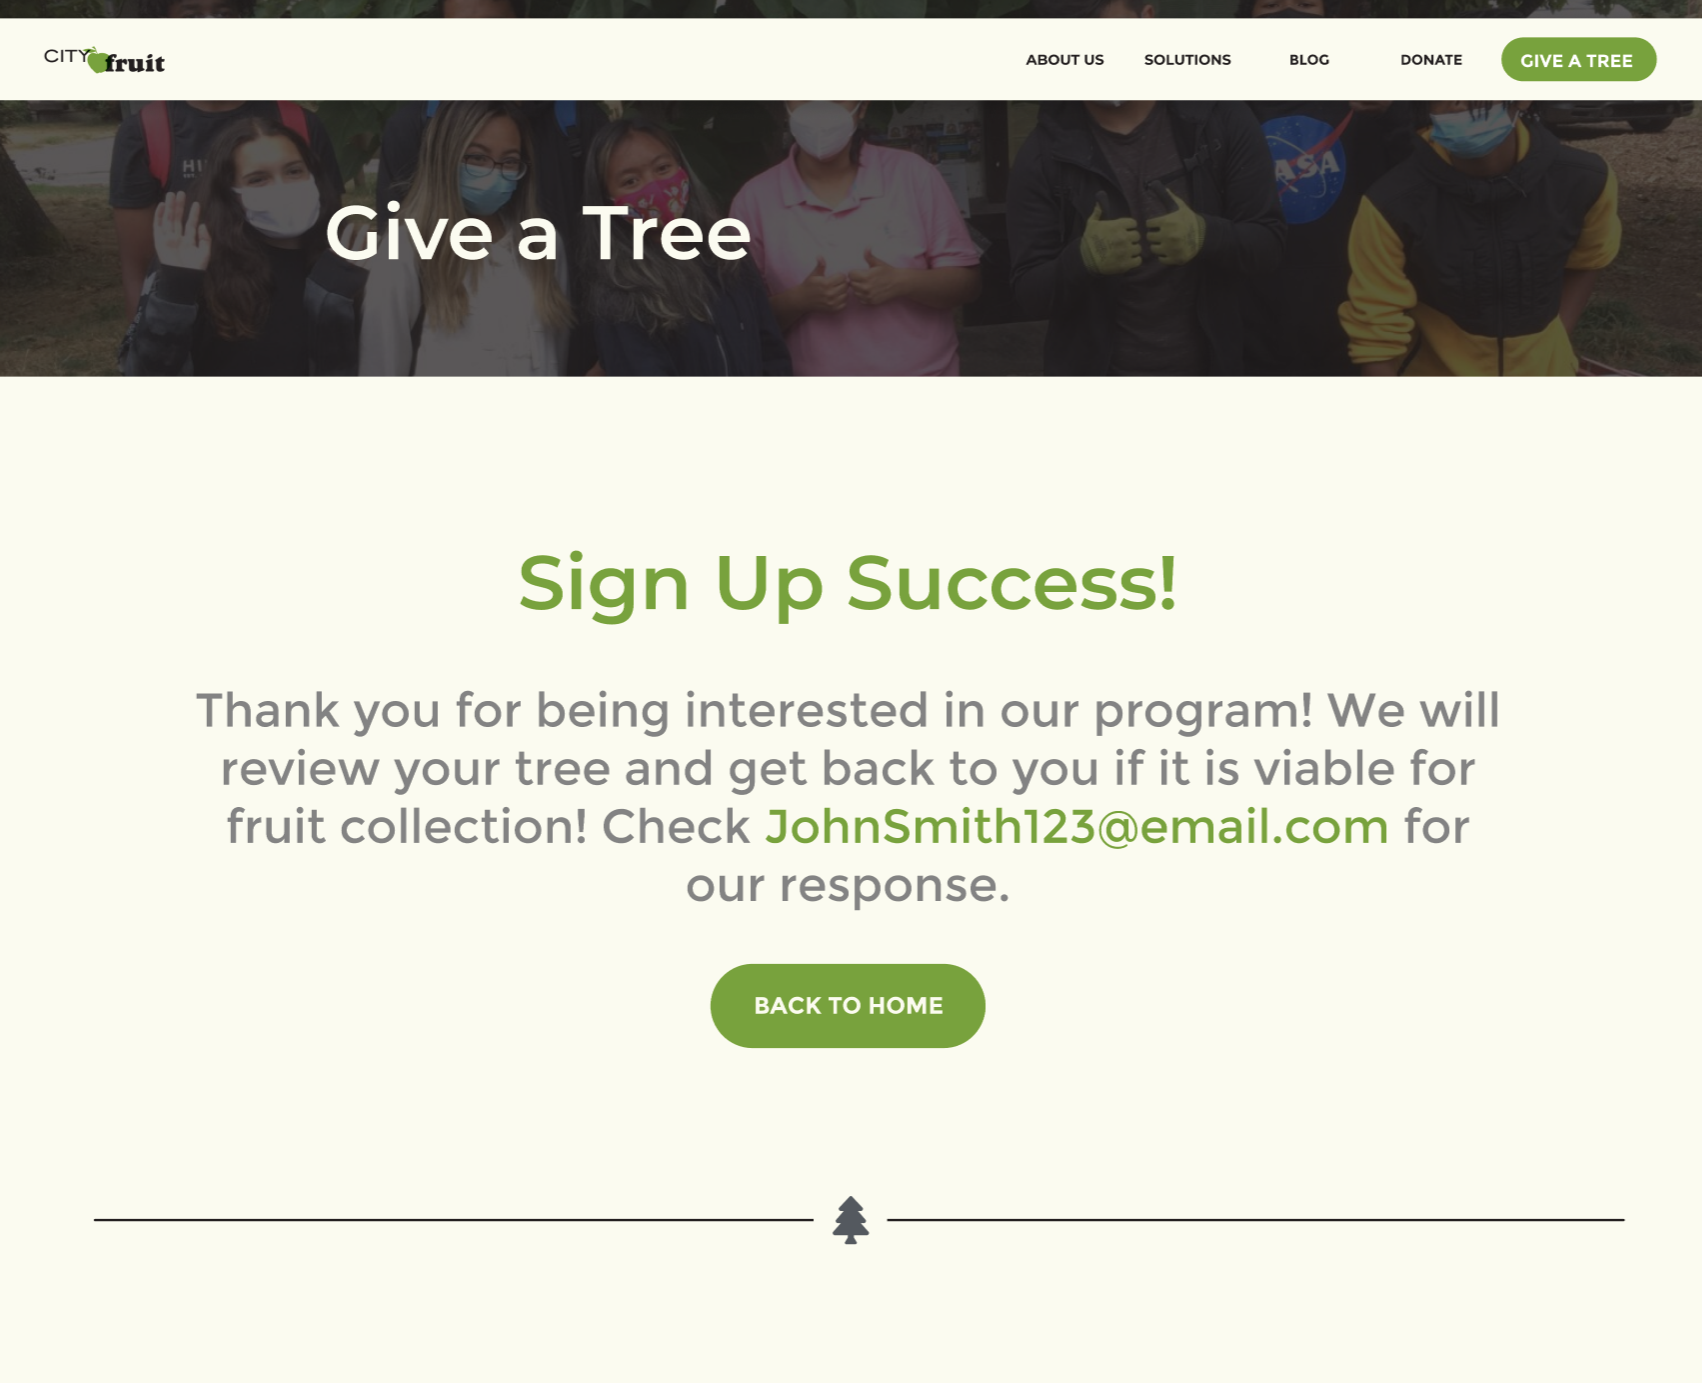 CITY fruit
ABOUT US
SOLUTIONS
BLOG
DONATE
GIVE A TREE
HI
NASA
Give a Tree
Sign Up Success!
Thank you for being interested in our program! We will
review your tree and get back to you if it is viable for
fruit collection! Check JohnSmith123@email.com for
our response.
BACK TO HOME